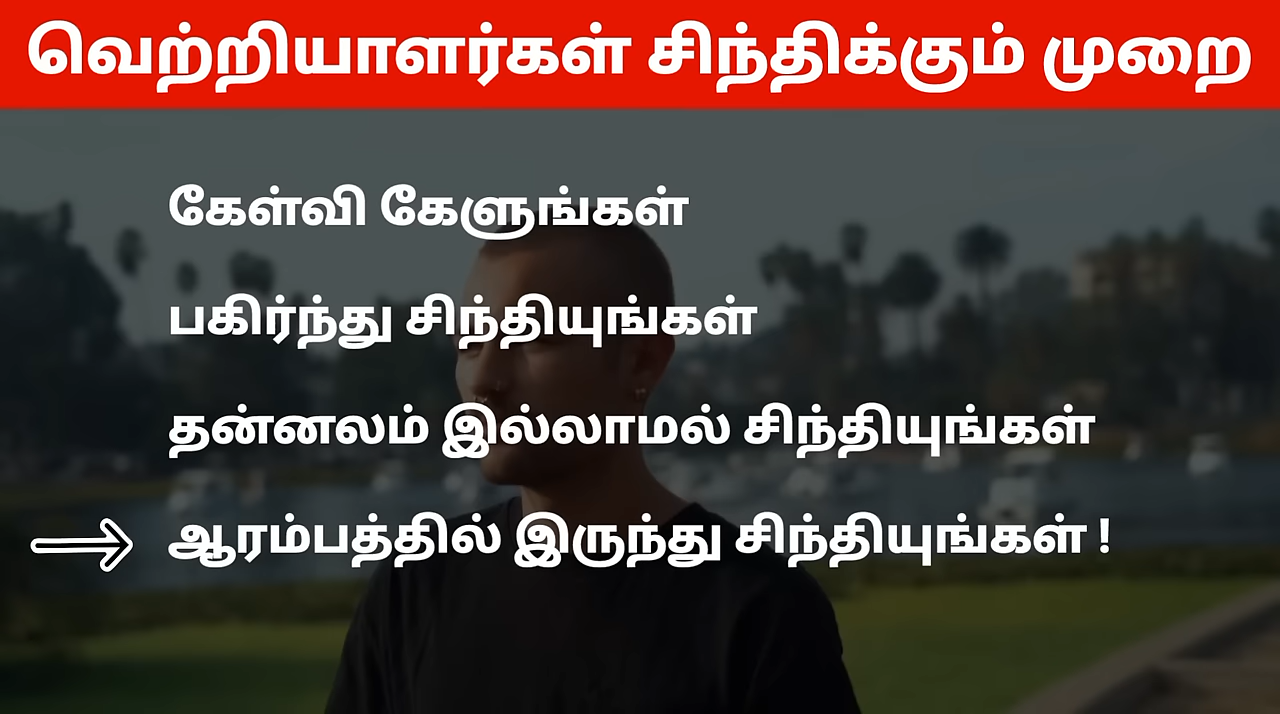 வெற்றியாளர்கள் சிந்திக்கும் முறை
கேள்வி கேளுங்கள்
பகிர்ந்து சிந்தியுங்கள்
தன்னலம் இல்லாமல் சிந்தியுங்கள்
ஆரம்பத்தில் இருந்து சிந்தியுங்கள் !